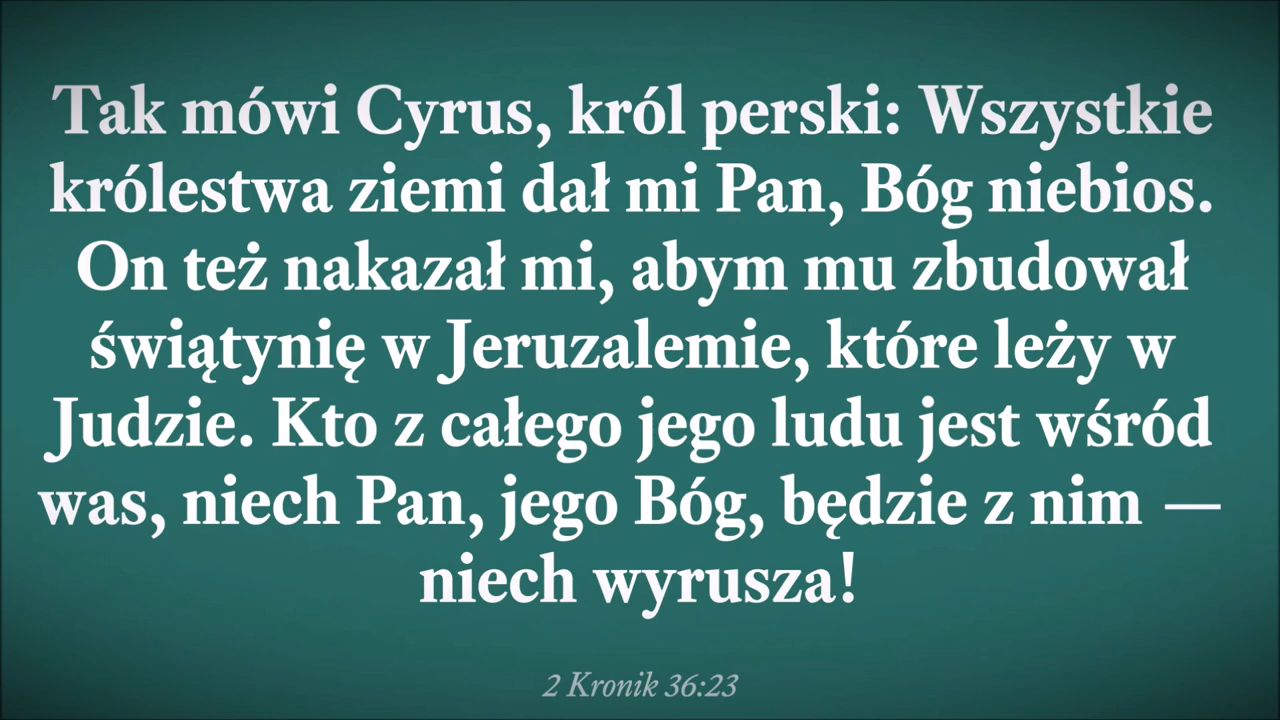 Tak mówi Cyrus, król perski: Wszystkie
królestwa ziemi dał mi Pan, Bóg niebios.
On też nakazał mi, abym mu zbudował
świątynię w Jeruzalemie, które leży w
Judzie. Kto z całego jego ludu jest wśród
was, niech Pan, jego Bóg, będzie z nim —
niech wyrusza!
2 Kronik 36:23